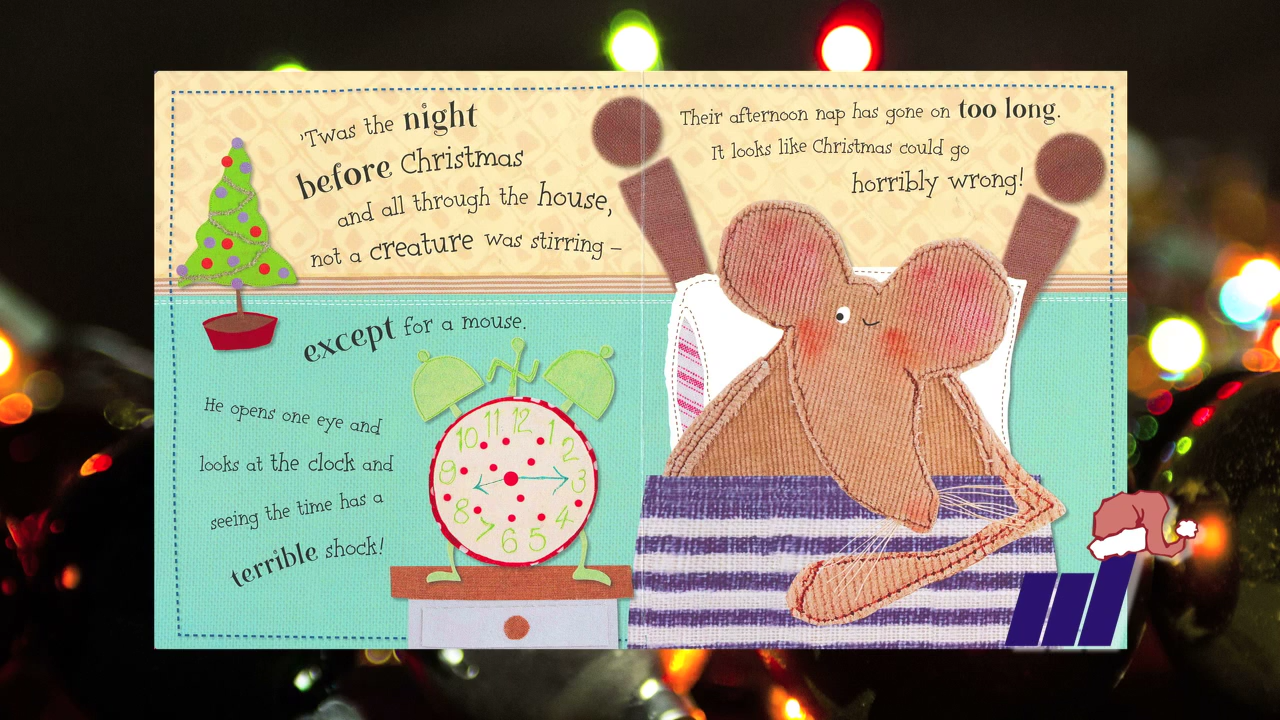 'Twas the night
before Christmas
and all through the house,
not a creature was stirring –
except for a mouse.
He opens one eye and
looks at the clock and
seeing the time has a
terrible shock!
11 12 1
10 2
9 3
8 4
7 6 5
Their afternoon nap has gone on too long.
It looks like Christmas could go
horribly wrong!